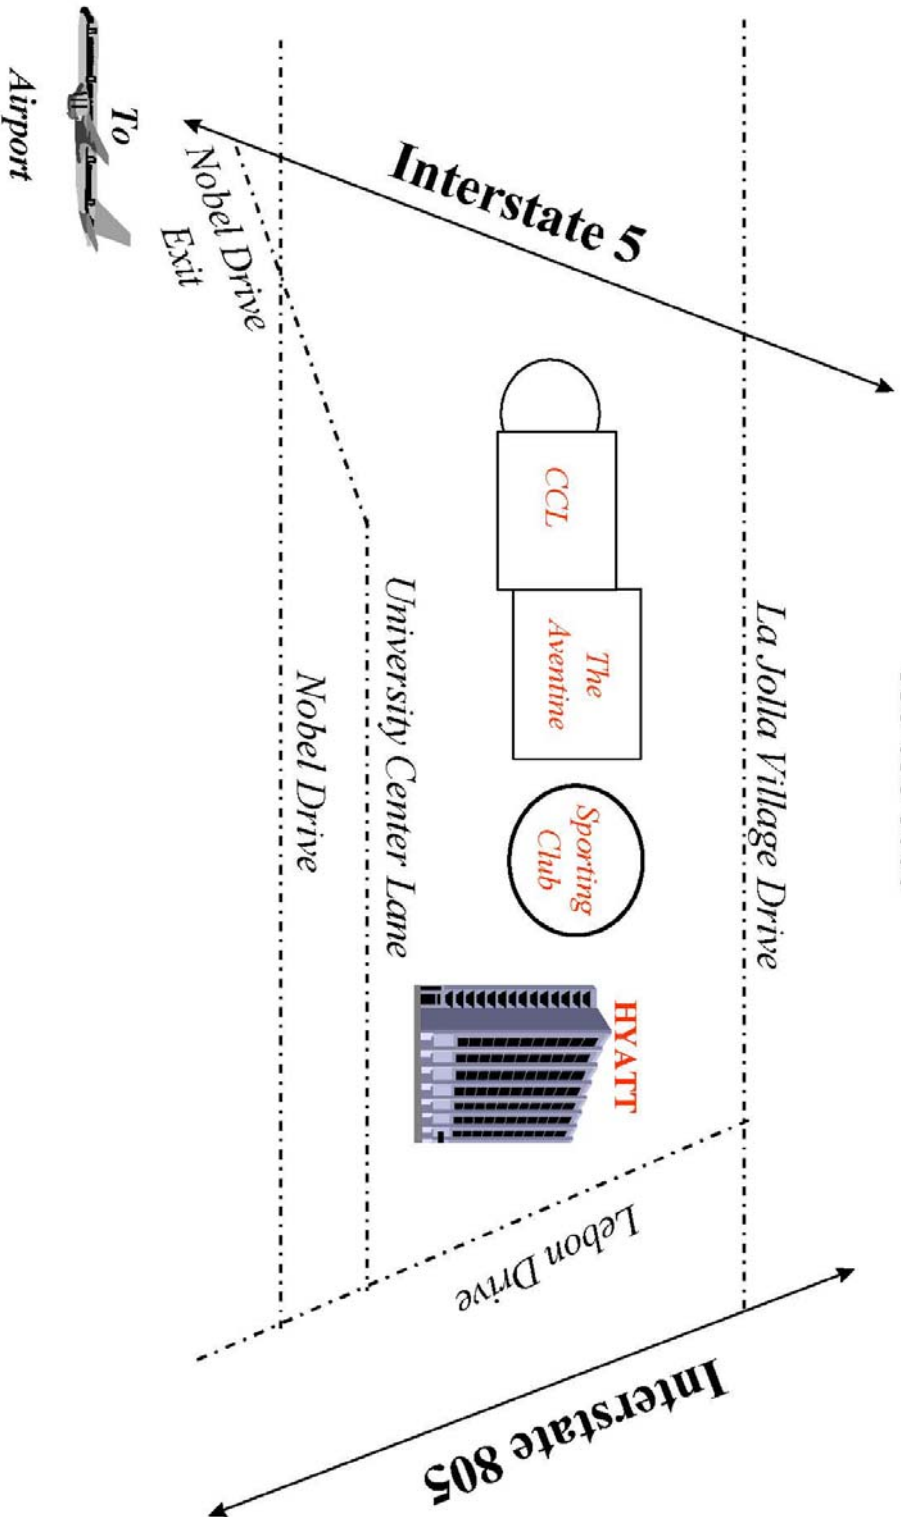 La Jolla Village Drive
Interstate 5
HYATT
CCL
The
Aventine
Sporting
Club
Lebon Drive
Interstate 805
University Center Lane
Nobel Drive
Nobel Drive
Exit
To
Airport